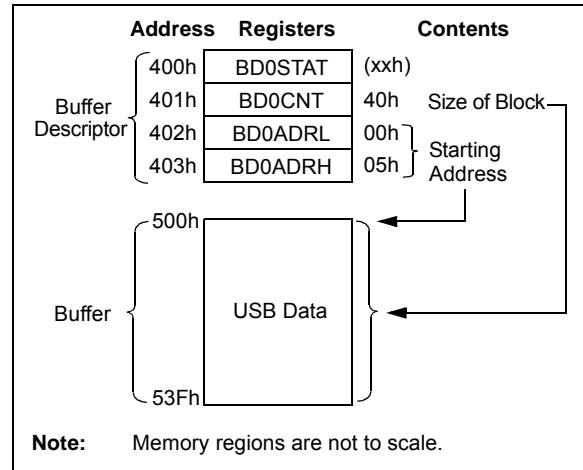 Address Registers Contents
400h BD0STAT (xxh)
401h BD0CNT 40h Size of Block
Buffer Descriptor
402h BD0ADRL 00h
403h BD0ADRH 05h
Starting Address
500h
Buffer USB Data
53Fh
Note: Memory regions are not to scale.